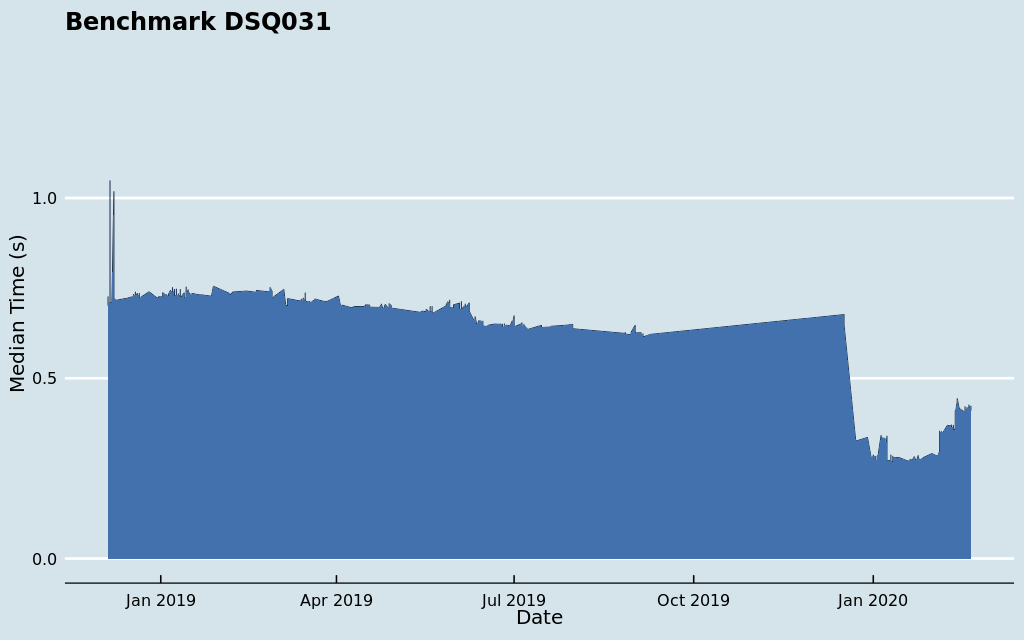 Benchmark DSQ031
Median Time (s)
1.0
0.5
0.0
Jan 2019
Apr 2019
Jul 2019
Oct 2019
Jan 2020
Date